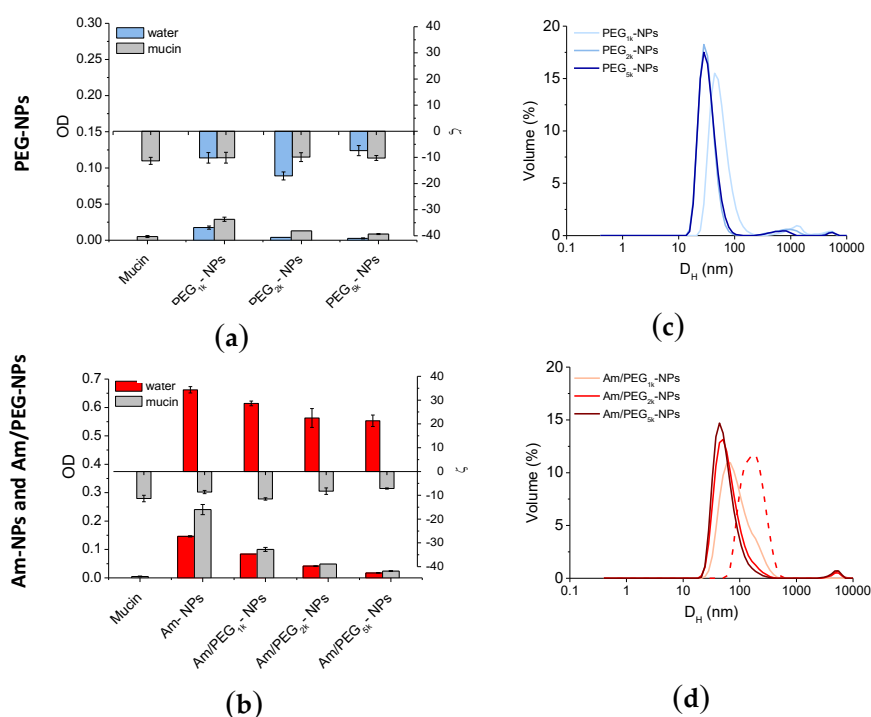 PEG-NPs
0.30
0.25
0.20
0.15
0.10
0.05
0.00
OD
water
mucin
40
30
20
10
0
-10
-20
-30
-40
ζ
Mucin
PEG1k- NPs
PEG2k- NPs
PEG5k- NPs
(a)
20
15
10
5
0
Volume (%)
PEG1k-NPs
PEG2k-NPs
PEG5k-NPs
0.1
1
10
100
1000
10000
DH (nm)
(c)
Am-NPs and Am/PEG-NPs
0.7
0.6
0.5
0.4
0.3
0.2
0.1
0.0
OD
water
mucin
40
30
20
10
0
-10
-20
-30
-40
ζ
Mucin
Am- NPs
Am/PEG1k- NPs
Am/PEG2k- NPs
Am/PEG5k- NPs
(b)
20
15
10
5
0
Volume (%)
Am/PEG1k-NPs
Am/PEG2k-NPs
Am/PEG5k-NPs
0.1
1
10
100
1000
10000
DH (nm)
(d)